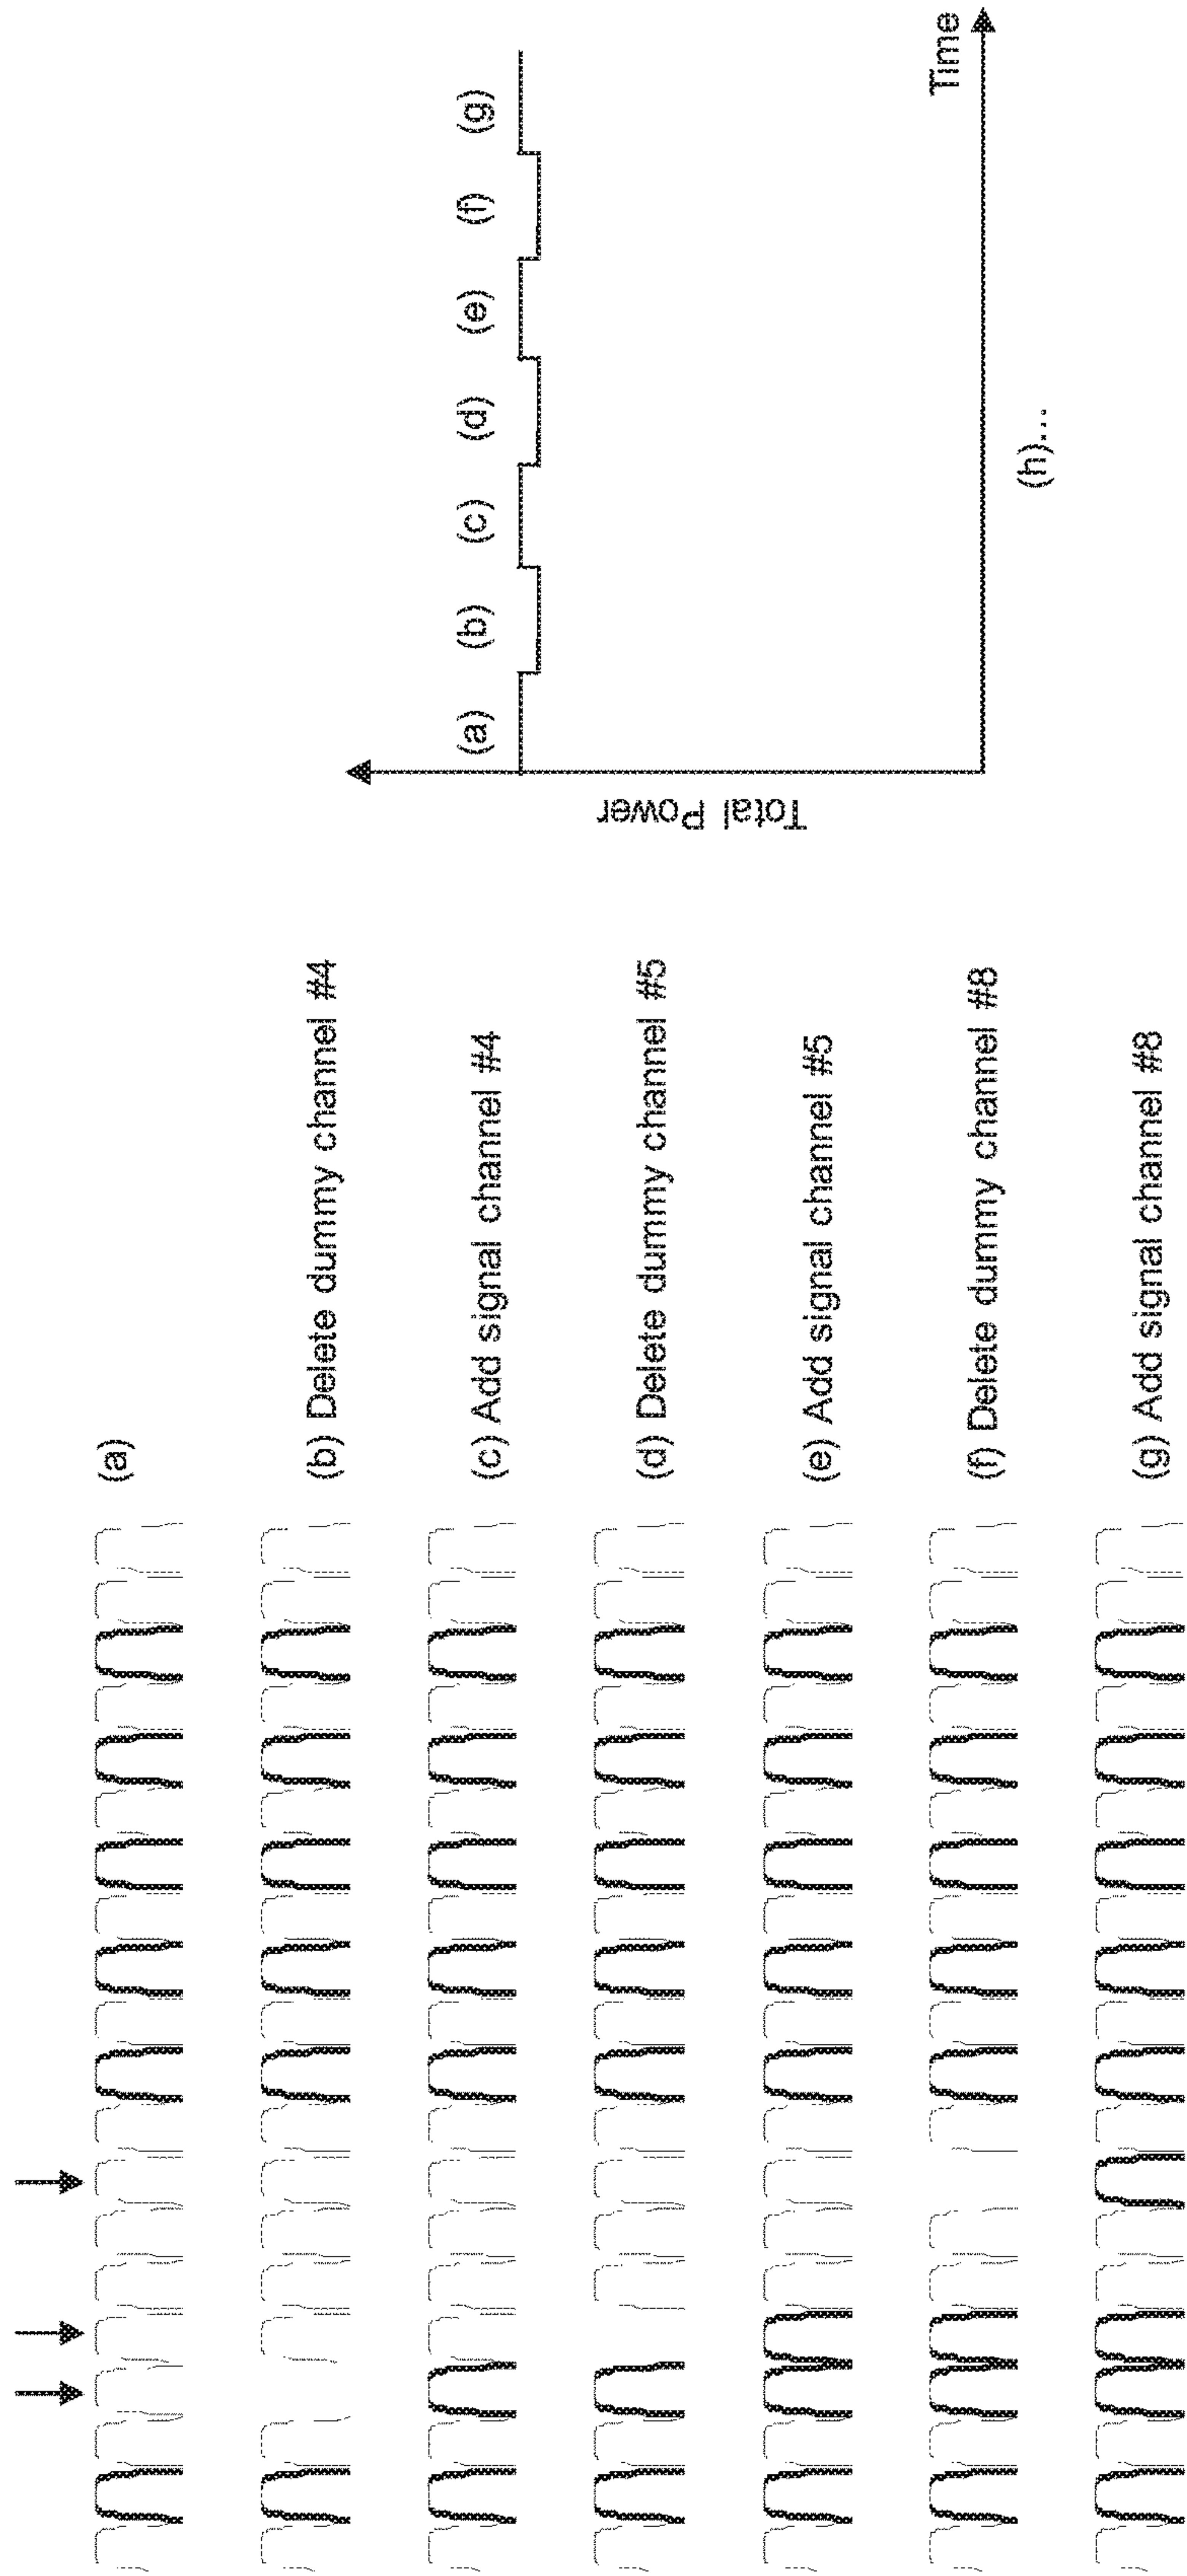 (a)
(b) Delete dummy channel #4
(c) Add signal channel #4
(d) Delete dummy channel #5
(e) Add signal channel #5
(f) Delete dummy channel #8
(g) Add signal channel #8
Total Power
(a) (b) (c) (d) (e) (f) (g)
Time
(h)...